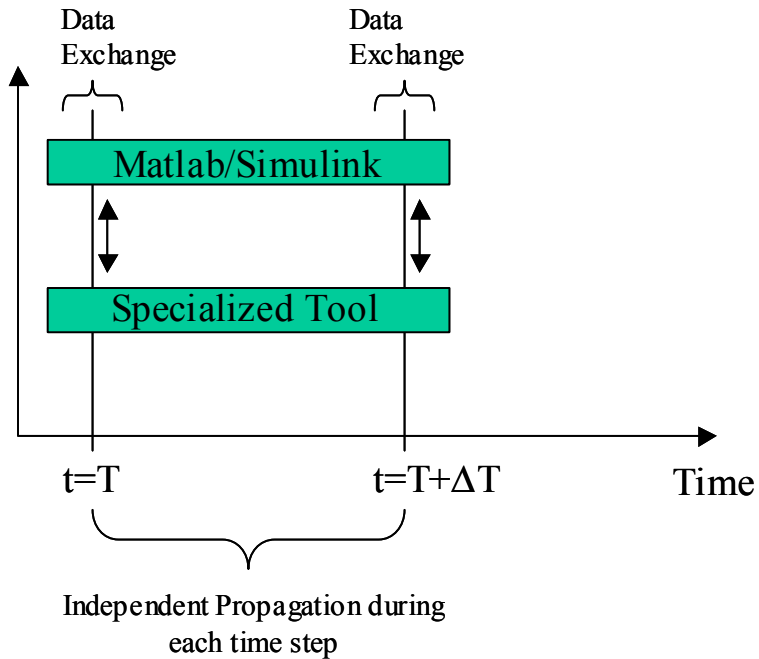 Data
Exchange
Data
Exchange
Matlab/Simulink
Specialized Tool
t=T
t=T+ΔT
Time
Independent Propagation during
each time step